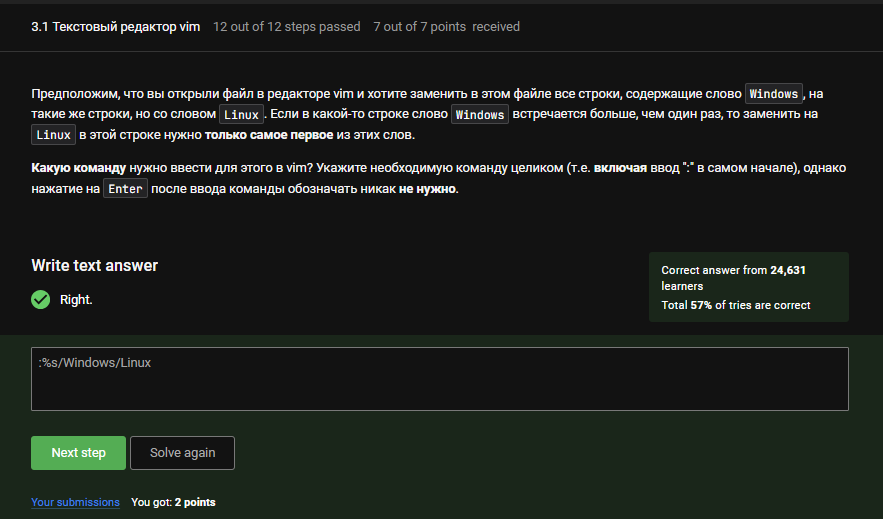 3.1 Текстовый редактор vim 12 out of 12 steps passed 7 out of 7 points received
Предположим, что вы открыли файл в редакторе vim и хотите заменить в этом файле все строки, содержащие слово Windows, на
такие же строки, но со словом Linux. Если в какой-то строке слово Windows встречается больше, чем один раз, то заменить на
Linux в этой строке нужно только самое первое из этих слов.
Какую команду нужно ввести для этого в vim? Укажите необходимую команду целиком (т.е. включая ввод ":" в самом начале), однако
нажатие на Enter после ввода команды обозначать никак не нужно.
Write text answer
Right.
Correct answer from 24,631
learners
Total 57% of tries are correct
:%s/Windows/Linux
Next step Solve again
Your submissions You got: 2 points